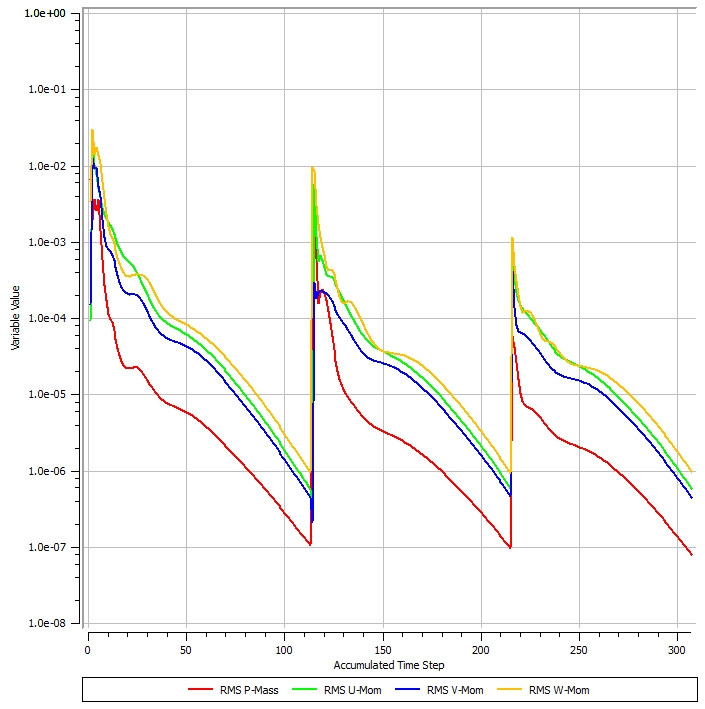 1.0e+00
1.0e-01
1.0e-02
1.0e-03
1.0e-04
1.0e-05
1.0e-06
1.0e-07
1.0e-08
Variable Value
0 50 100 150 200 250 300
Accumulated Time Step
RMS P-Mass RMS U-Mom RMS V-Mom RMS W-Mom